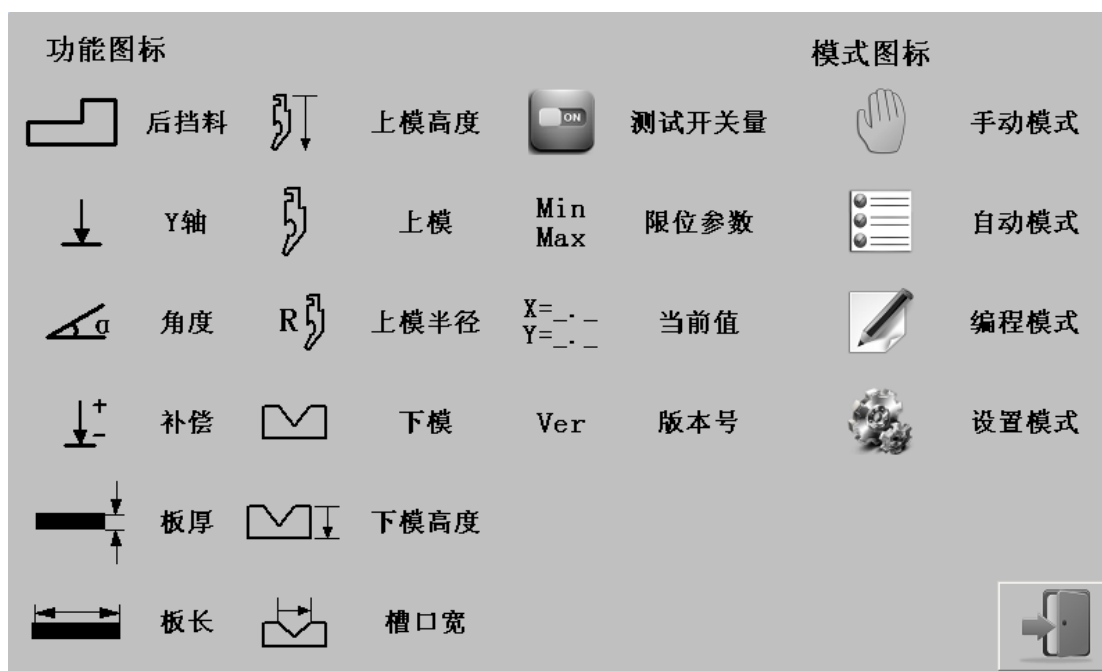 功能图标
模式图标
后挡料
上模高度
ON
测试开关量
手动模式
Y轴
上模
Min
Max
限位参数
自动模式
α
角度
R
上模半径
X=_._
Y=_._
当前值
编程模式
+
-
补偿
下模
Ver
版本号
设置模式
板厚
下模高度
板长
槽口宽